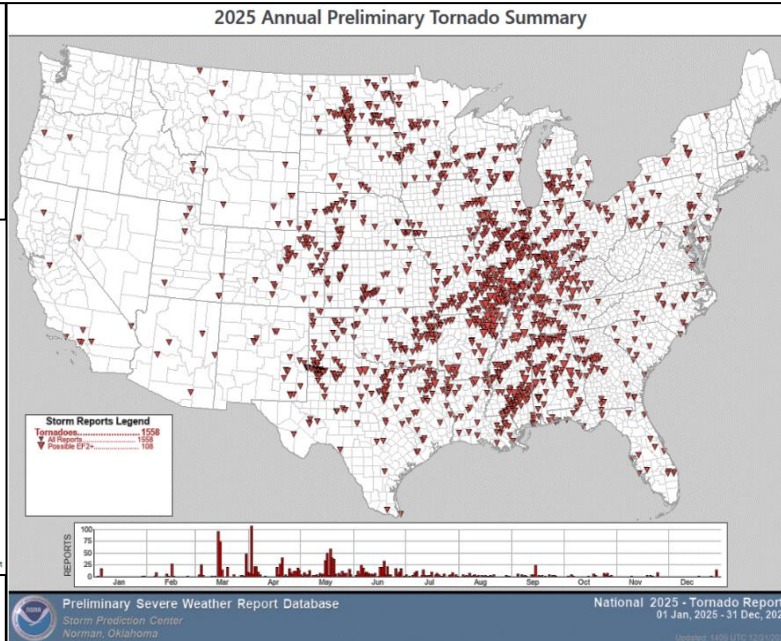 2025 Annual Preliminary Tornado Summary
Storm Reports Legend
Tornadoes......................1558
All Reports.................... 1558
Possible EF2+................ 108
REPORTS
100
75
50
25
Jan Feb Mar Apr May Jun Jul Aug Sep Oct Nov Dec
Preliminary Severe Weather Report Database
Storm Prediction Center
Norman, Oklahoma
National 2025 - Tornado Report
01 Jan, 2025 - 31 Dec, 202